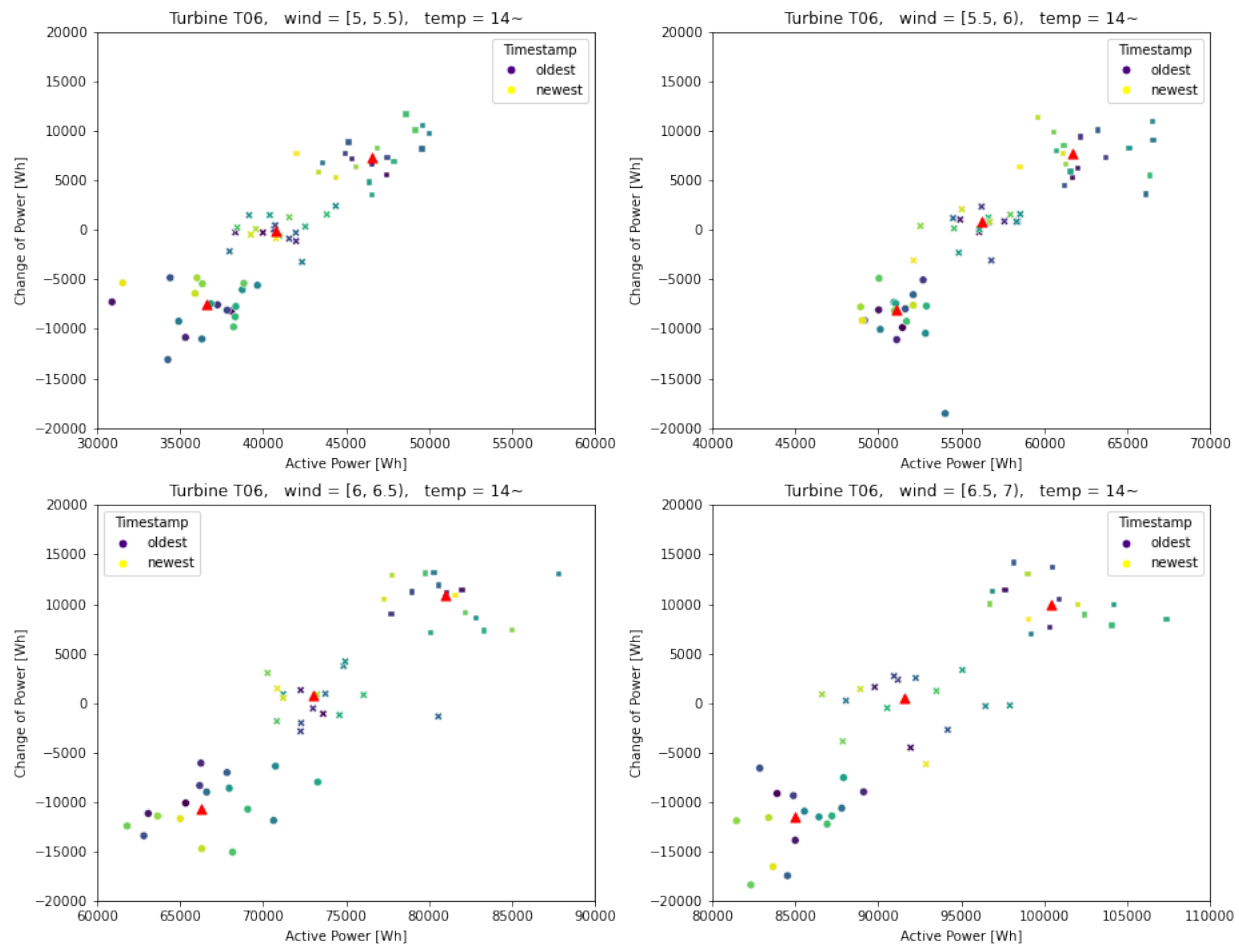 Turbine T06, wind = [5, 5.5), temp = 14~
20000
15000
10000
5000
0
−5000
−10000
−15000
−20000
Change of Power [Wh]
Timestamp
oldest
newest
30000 35000 40000 45000 50000 55000 60000
Active Power [Wh]
Turbine T06, wind = [5.5, 6), temp = 14~
20000
15000
10000
5000
0
−5000
−10000
−15000
−20000
Change of Power [Wh]
Timestamp
oldest
newest
40000 45000 50000 55000 60000 65000 70000
Active Power [Wh]
Turbine T06, wind = [6, 6.5), temp = 14~
20000
15000
10000
5000
0
−5000
−10000
−15000
−20000
Change of Power [Wh]
Timestamp
oldest
newest
60000 65000 70000 75000 80000 85000 90000
Active Power [Wh]
Turbine T06, wind = [6.5, 7), temp = 14~
20000
15000
10000
5000
0
−5000
−10000
−15000
−20000
Change of Power [Wh]
Timestamp
oldest
newest
80000 85000 90000 95000 100000 105000 110000
Active Power [Wh]